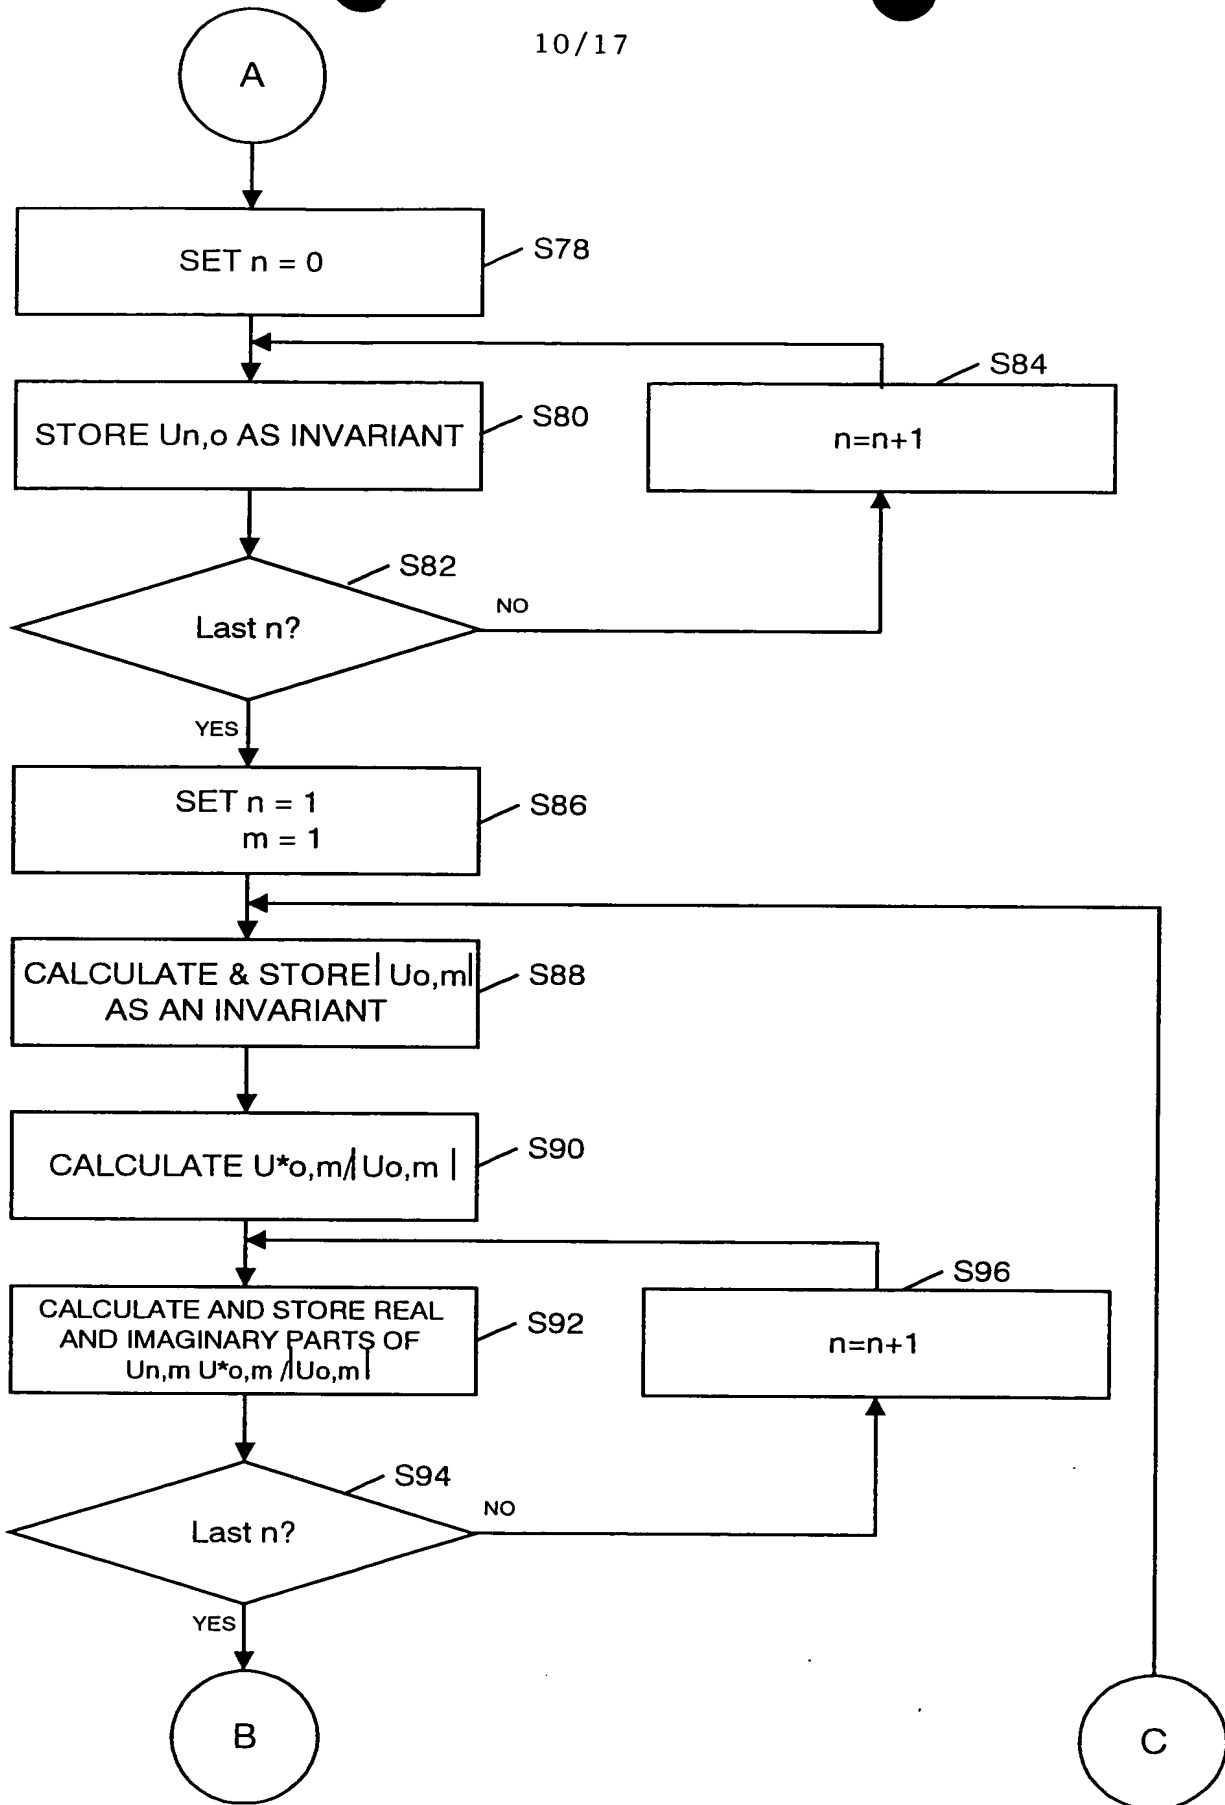 10/17
A
SET n = 0
S78
S84
STORE Un,o AS INVARIANT
S80
n=n+1
S82
Last n?
NO
YES
SET n = 1
m = 1
S86
CALCULATE & STORE| Uo,m|
AS AN INVARIANT
S88
CALCULATE U*o,m/| Uo,m |
S90
S96
CALCULATE AND STORE REAL
AND IMAGINARY PARTS OF
Un,m U*o,m /|Uo,m|
S92
n=n+1
S94
Last n?
NO
YES
B
C